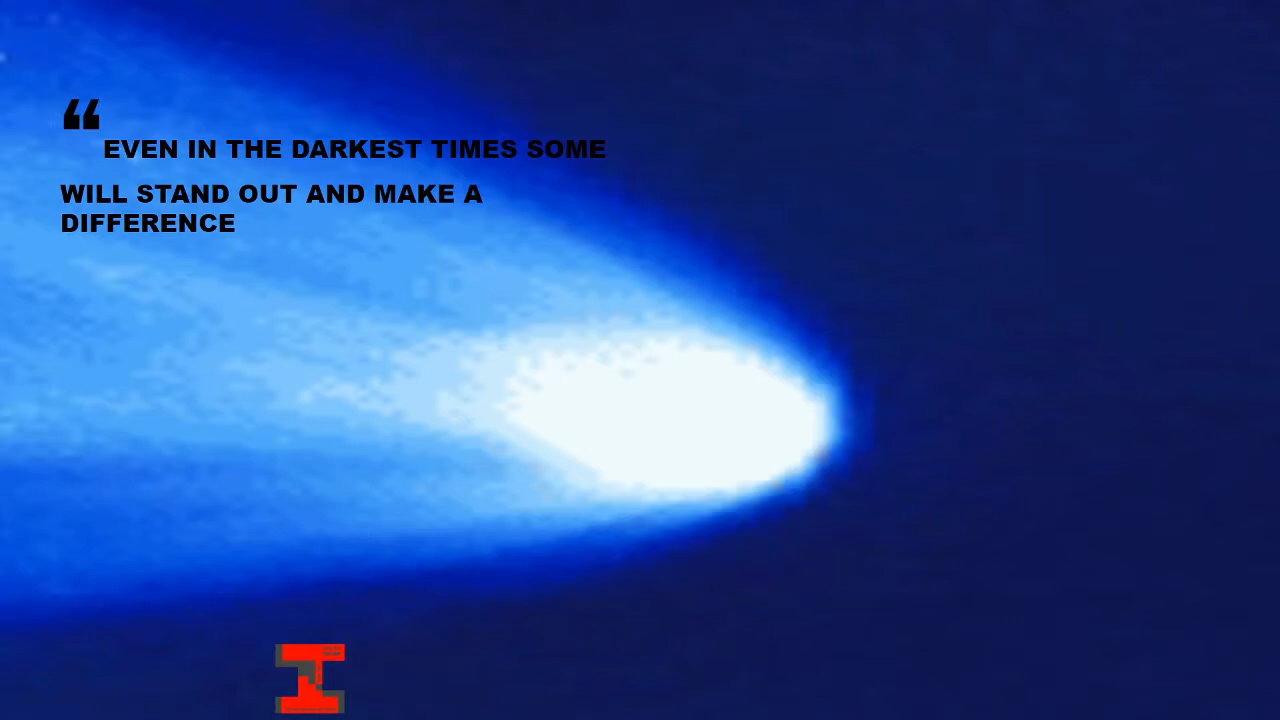 “EVEN IN THE DARKEST TIMES SOME
WILL STAND OUT AND MAKE A
DIFFERENCE